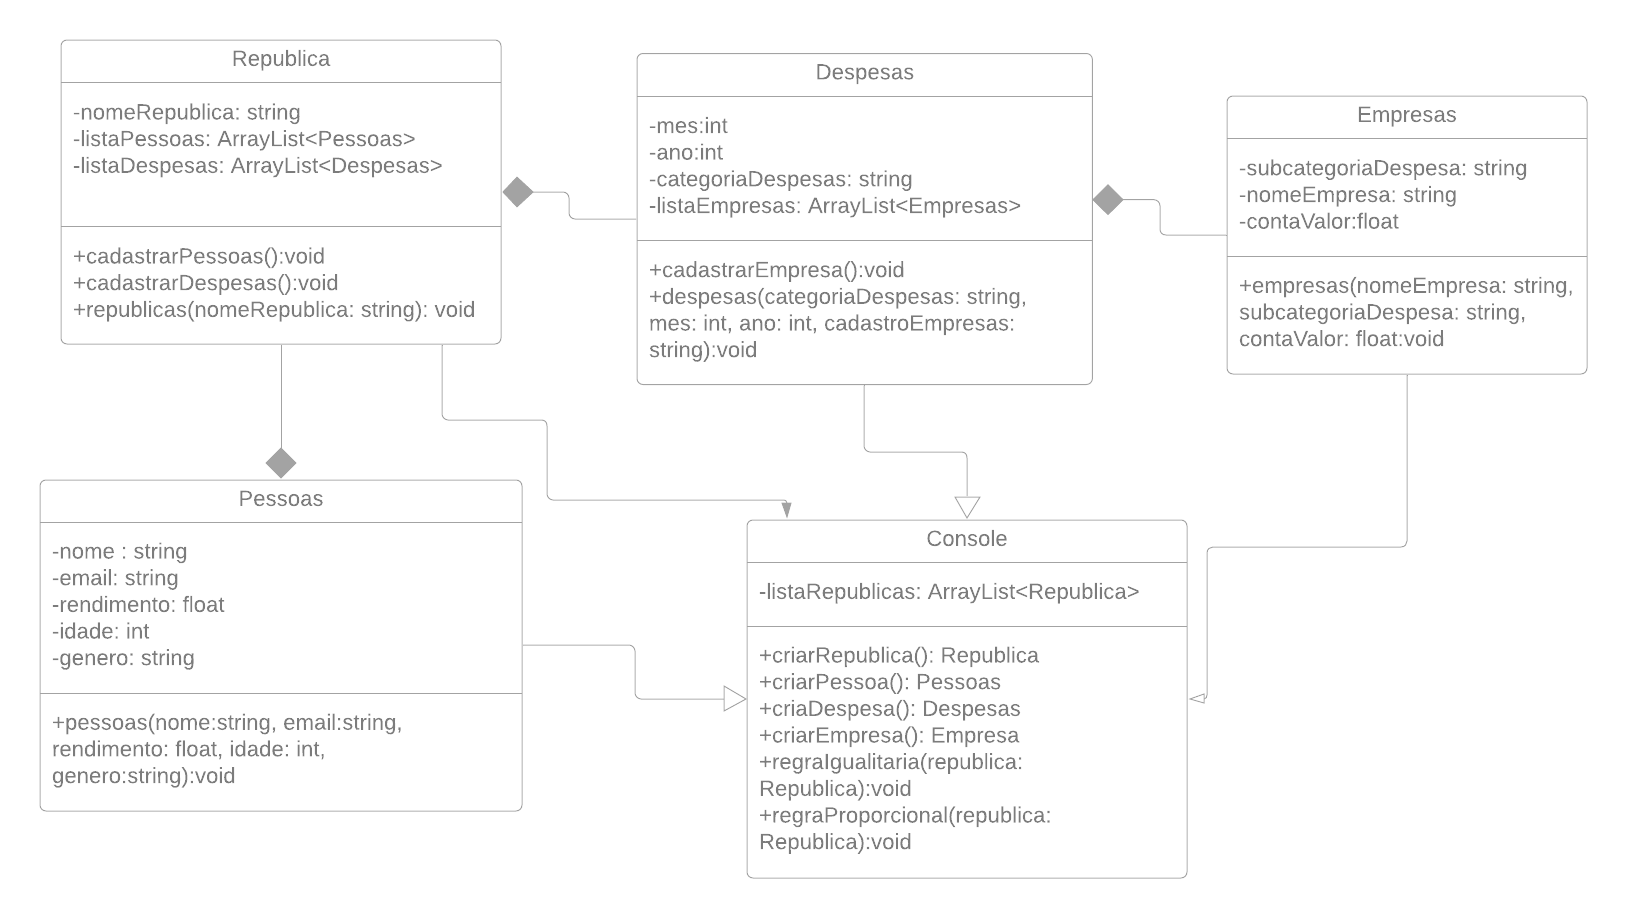 Republica
-nomeRepublica: string
-listaPessoas: ArrayList<Pessoas>
-listaDespesas: ArrayList<Despesas>
+cadastrarPessoas():void
+cadastrarDespesas():void
+republicas(nomeRepublica: string): void
Despesas
-mes:int
-ano:int
-categoriaDespesas: string
-listaEmpresas: ArrayList<Empresas>
+cadastrarEmpresa():void
+despesas(categoriaDespesas: string,
mes: int, ano: int, cadastroEmpresas:
string):void
Empresas
-subcategoriaDespesa: string
-nomeEmpresa: string
-contaValor:float
+empresas(nomeEmpresa: string,
subcategoriaDespesa: string,
contaValor: float:void
Pessoas
-nome : string
-email: string
-rendimento: float
-idade: int
-genero: string
+pessoas(nome:string, email:string,
rendimento: float, idade: int,
genero:string):void
Console
-listaRepublicas: ArrayList<Republica>
+criarRepublica(): Republica
+criarPessoa(): Pessoas
+criaDespesa(): Despesas
+criarEmpresa(): Empresa
+regraIgualitaria(republica:
Republica):void
+regraProporcional(republica:
Republica):void